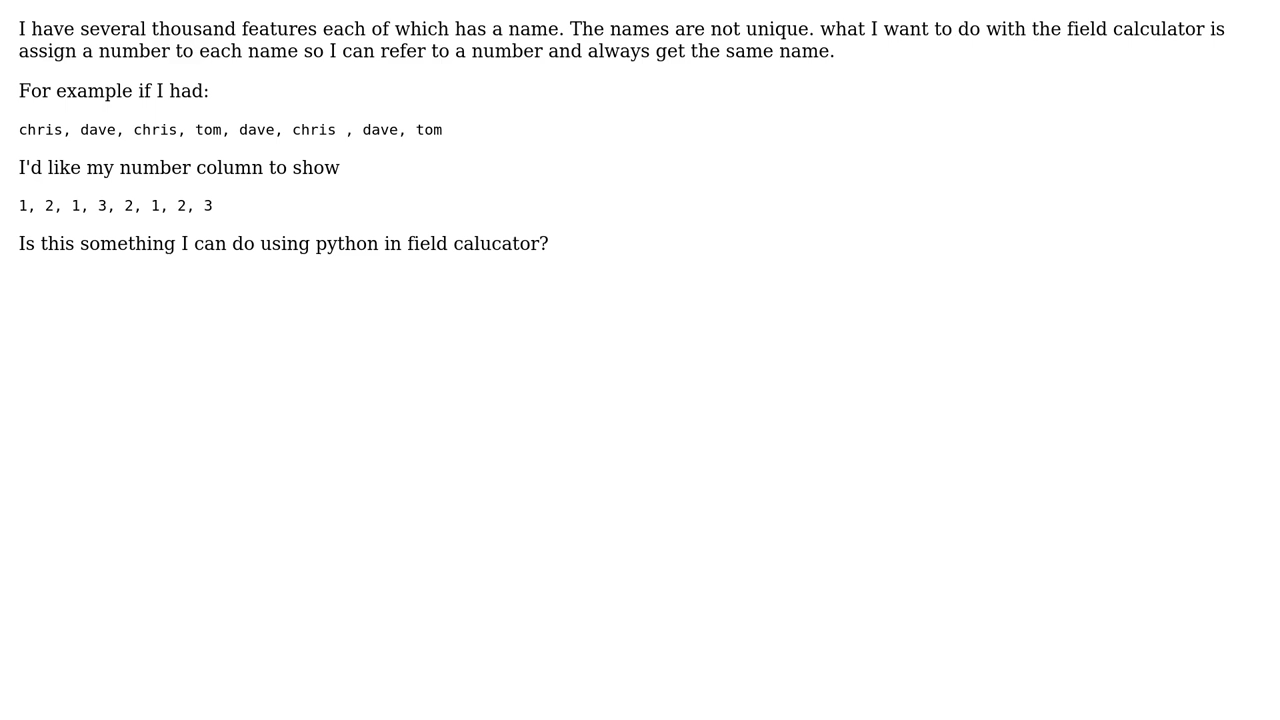 I have several thousand features each of which has a name. The names are not unique. what I want to do with the field calculator is
assign a number to each name so I can refer to a number and always get the same name.
For example if I had:
chris, dave, chris, tom, dave, chris , dave, tom
I'd like my number column to show
1, 2, 1, 3, 2, 1, 2, 3
Is this something I can do using python in field calucator?